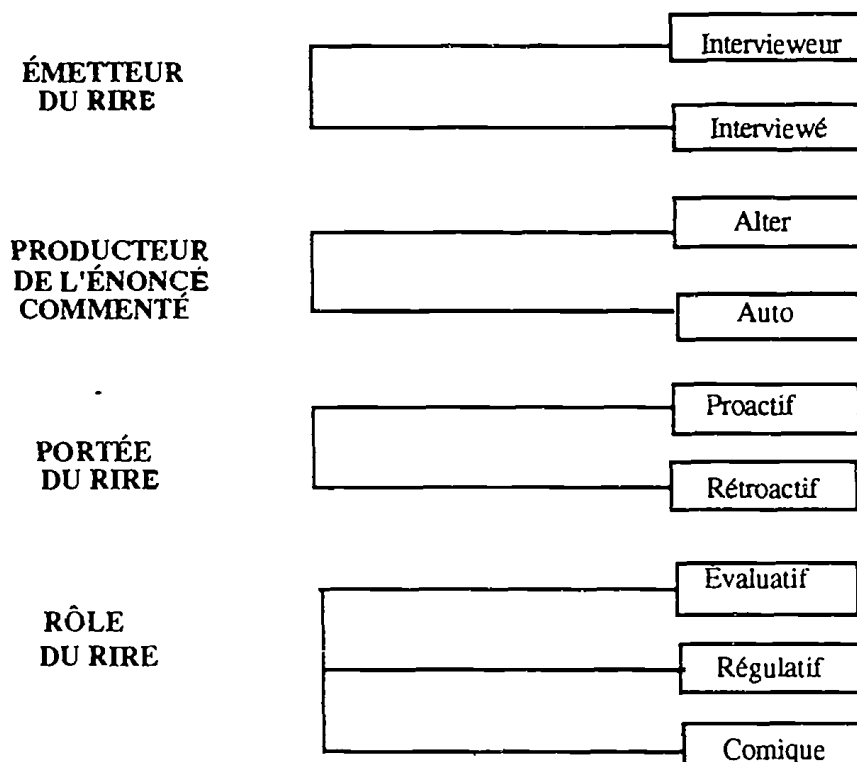 ÉMETTEUR
DU RIRE
Intervieweur
Interviewé
PRODUCTEUR
DE L'ÉNONCÉ
COMMENTÉ
Alter
Auto
PORTÉE
DU RIRE
Proactif
Rétroactif
RÔLE
DU RIRE
Évaluatif
Régulatif
Comique